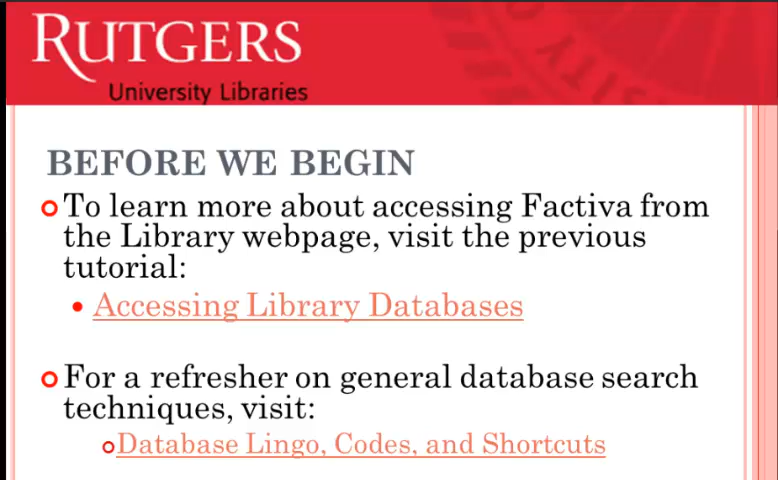 RUTGERS
University Libraries
BEFORE WE BEGIN
To learn more about accessing Factiva from
the Library webpage, visit the previous
tutorial:
Accessing Library Databases
For a refresher on general database search
techniques, visit:
Database Lingo, Codes, and Shortcuts